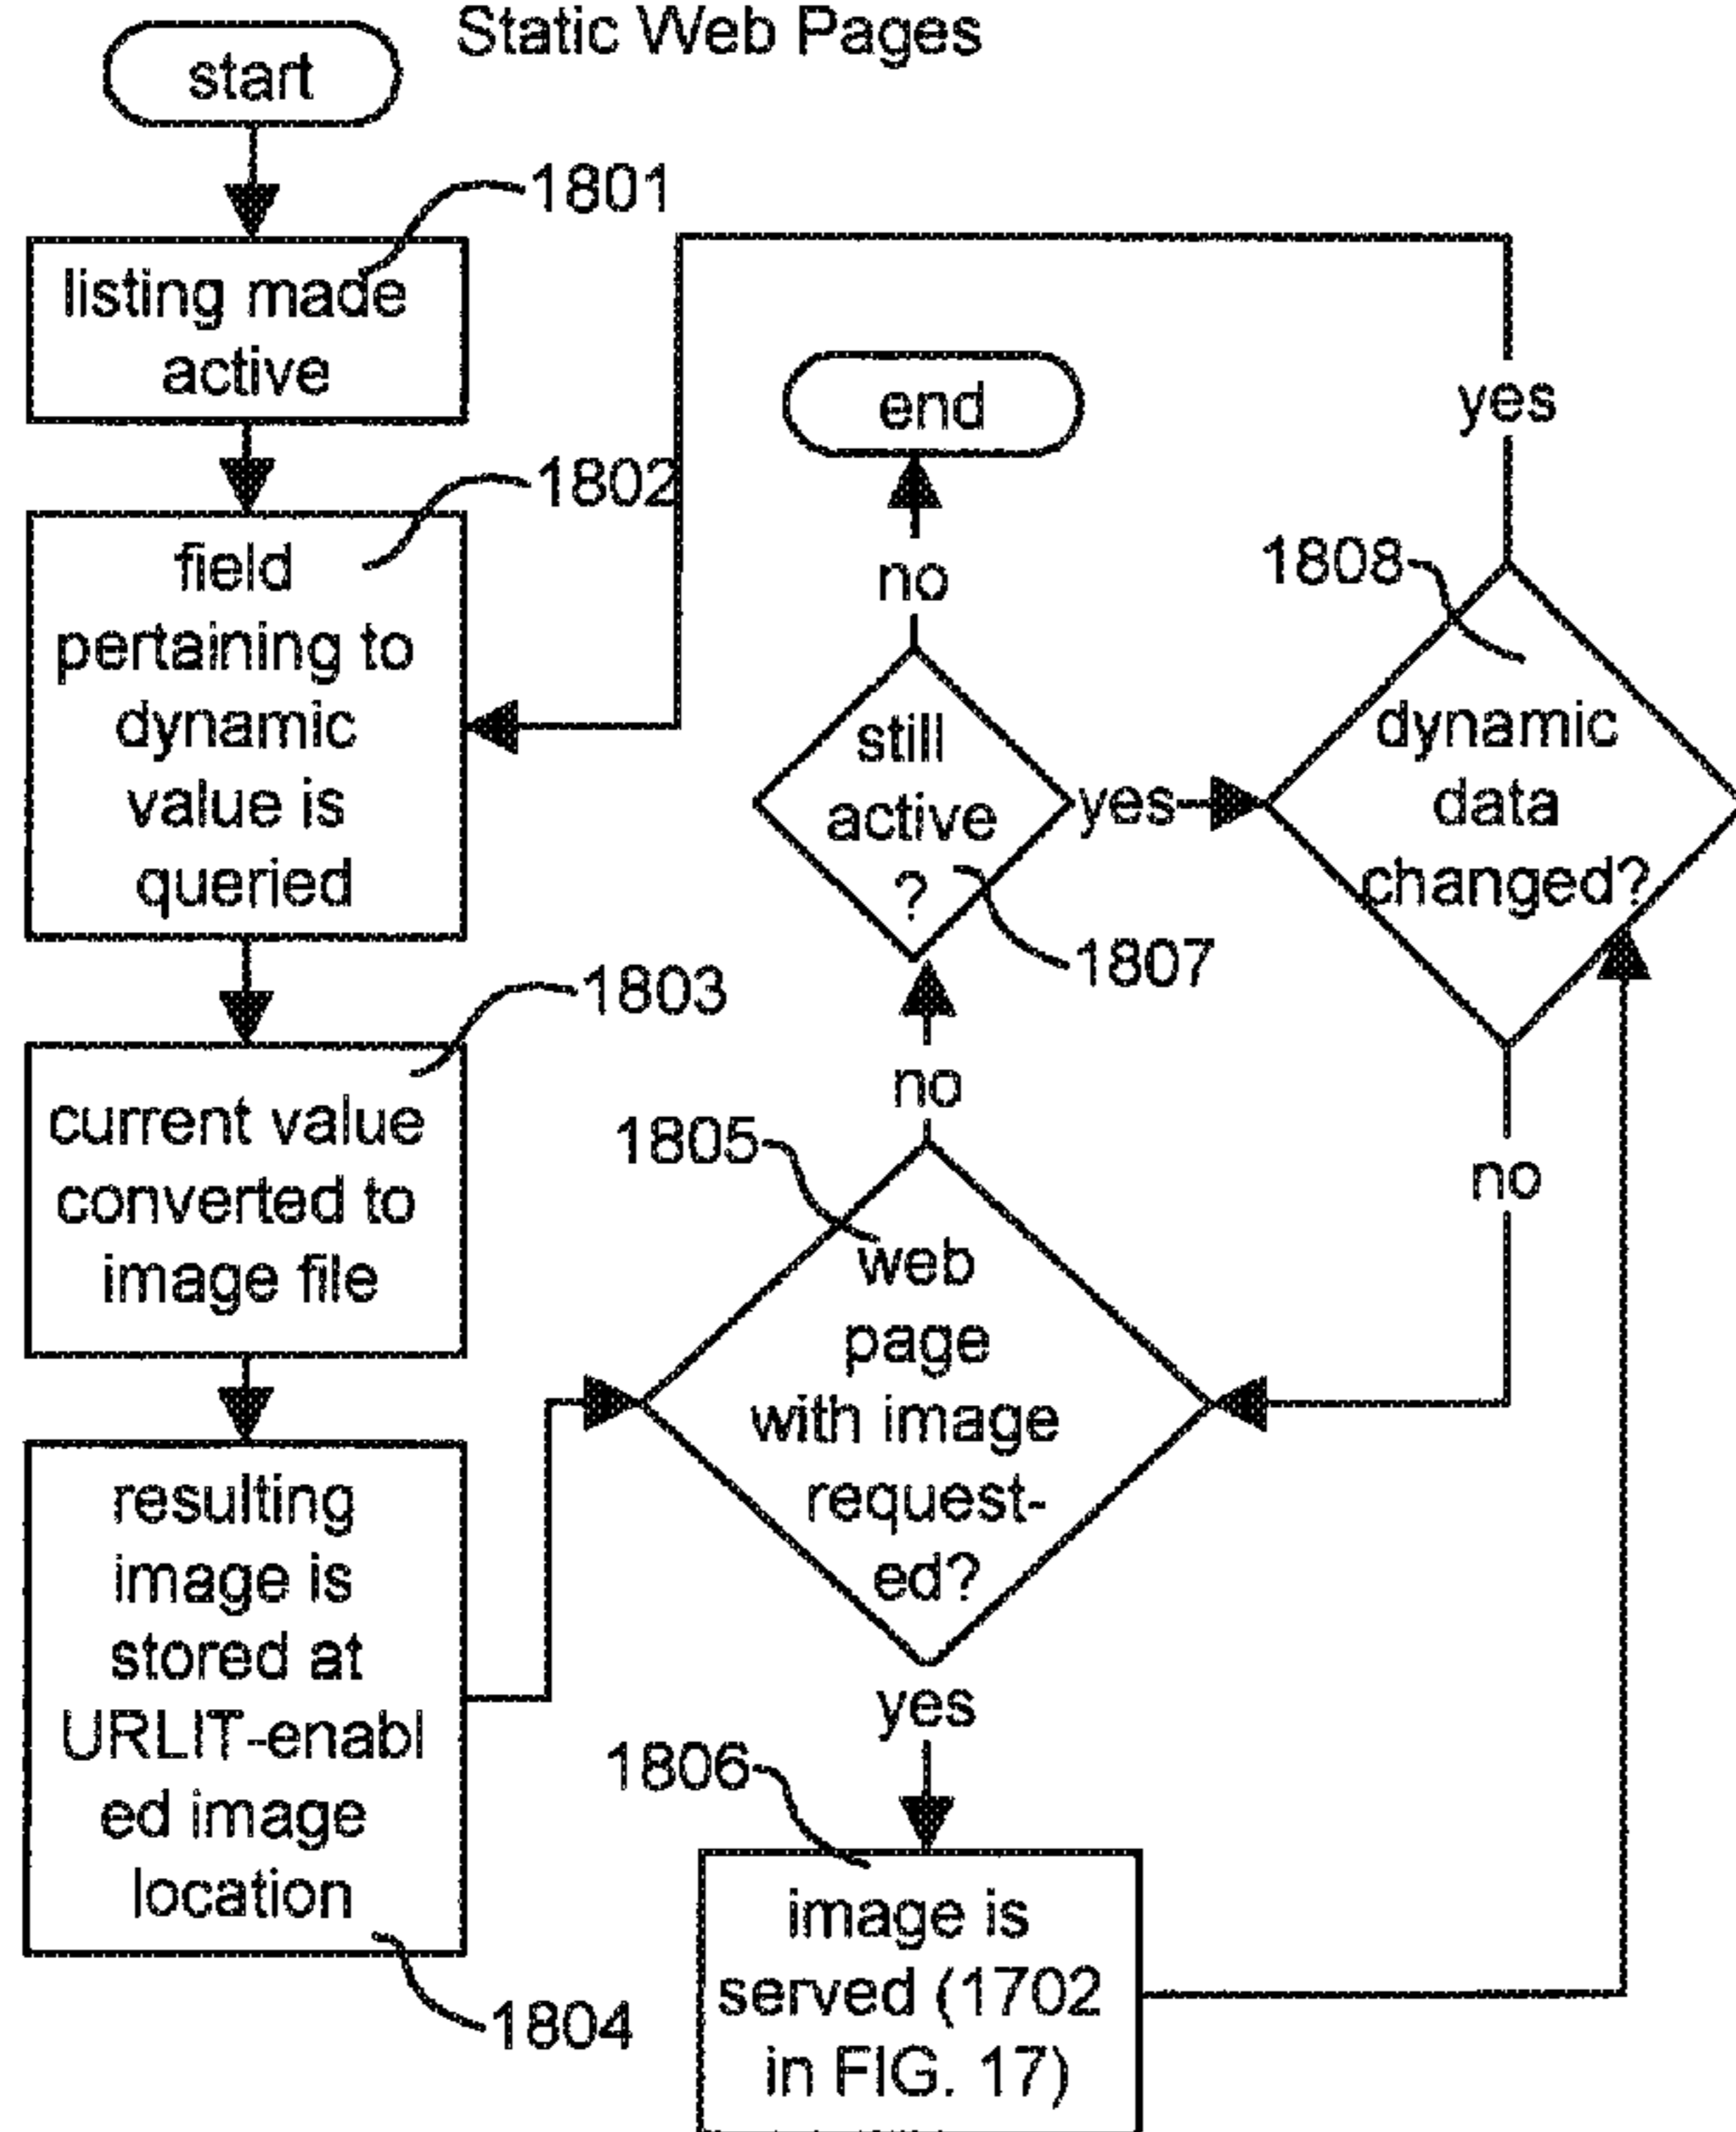 Static Web Pages
start
1801
listing made
active
1802
field
pertaining to
dynamic
value is
queried
1803
current value
converted to
image file
resulting
image is
stored at
URLIT-enabl
ed image
location
1804
end
no
still
active
?
yes
1807
no
1805
web
page
with image
request-
ed?
yes
1806
image is
served (1702
in FIG. 17)
yes
1808
dynamic
data
changed?
no